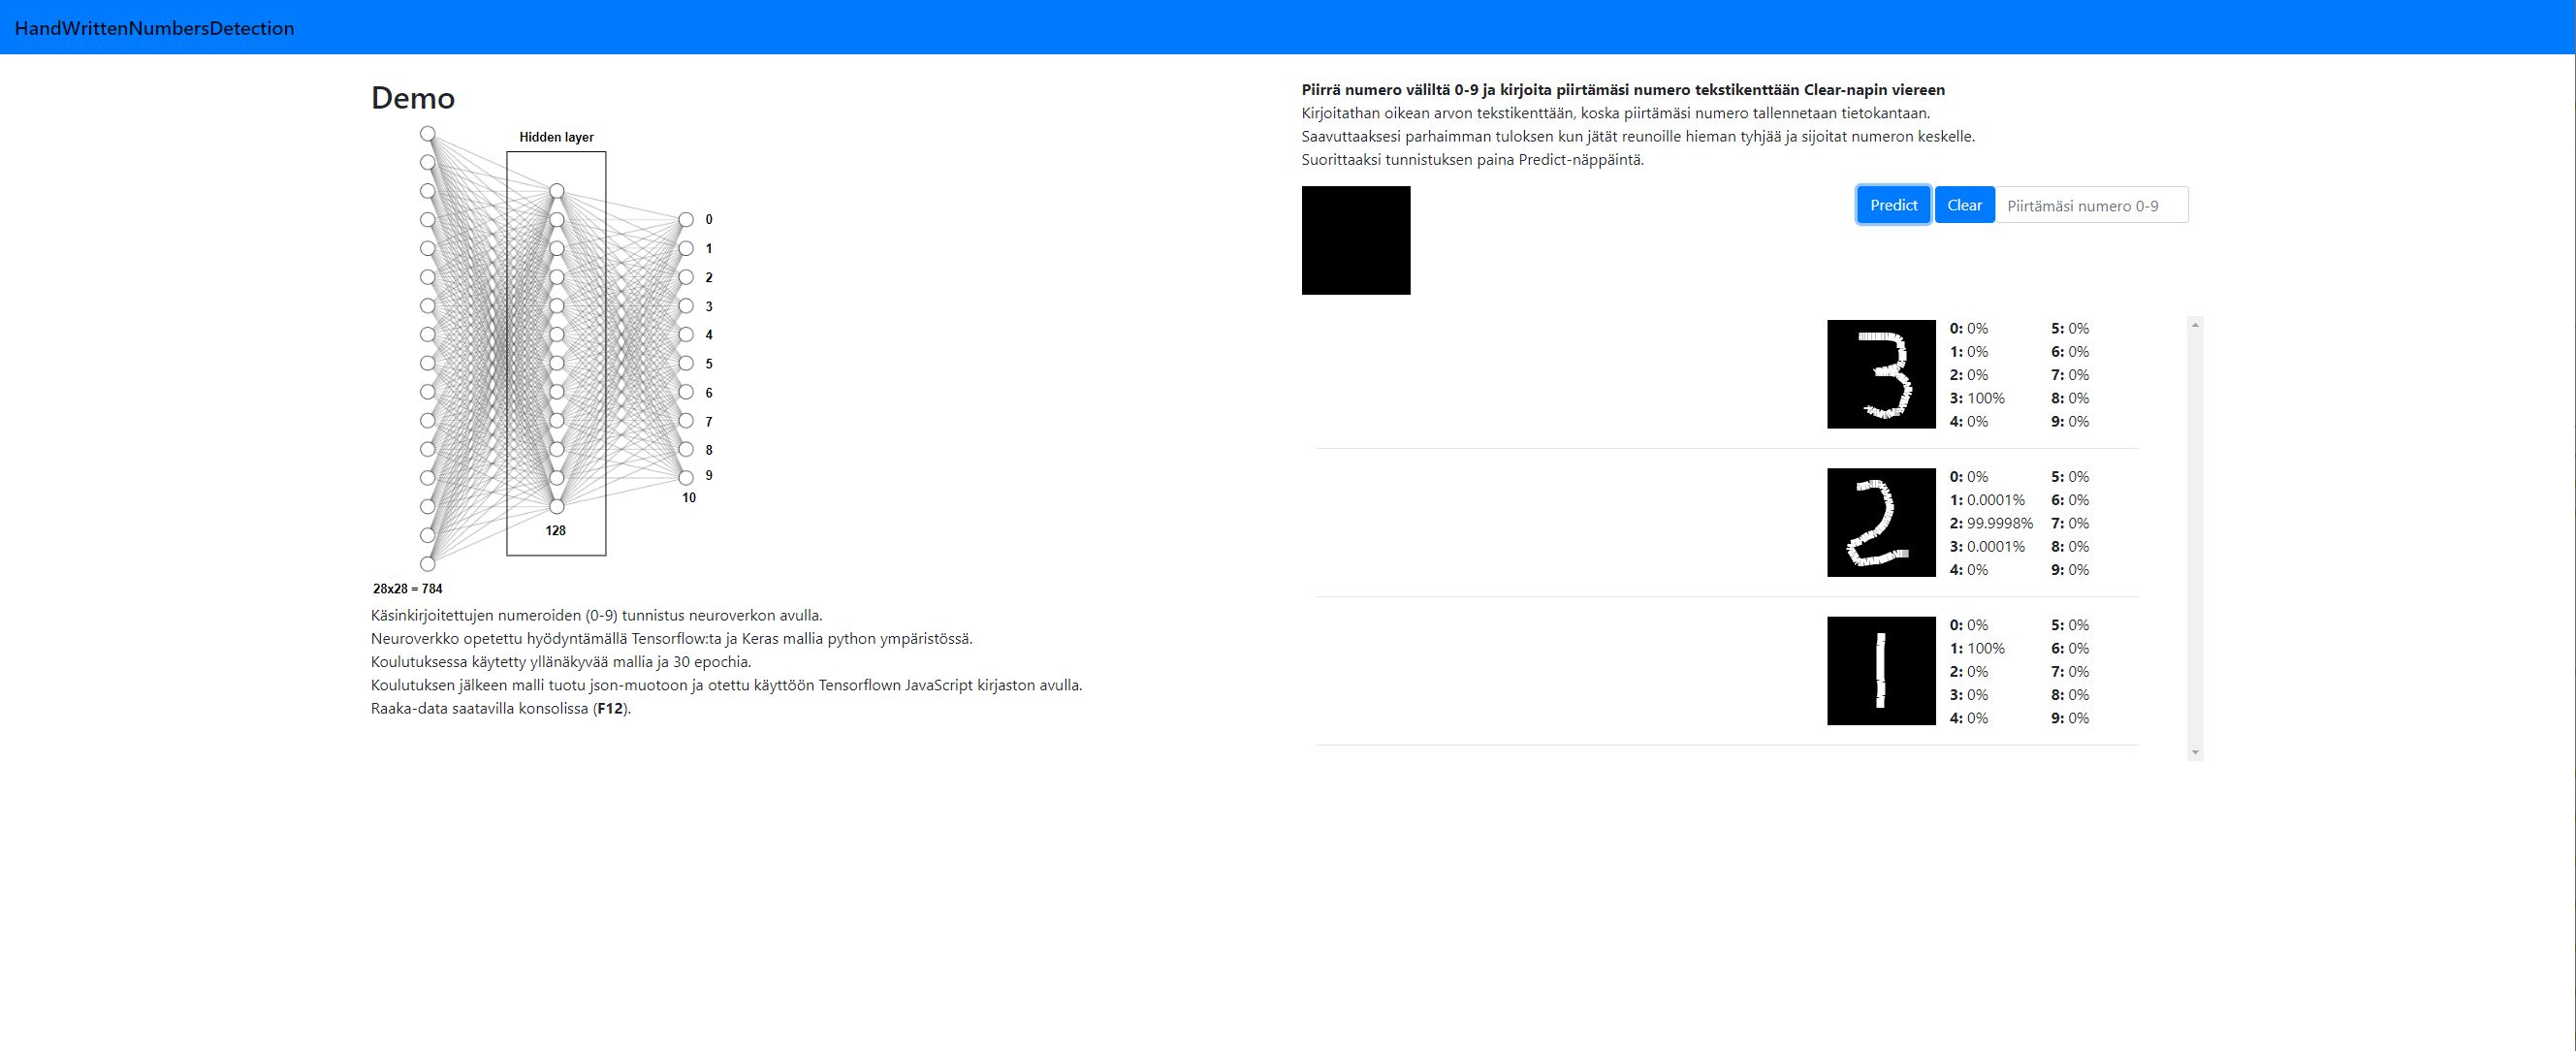 HandWrittenNumbersDetection
Demo
Hidden layer
0
1
2
3
4
5
6
7
8
9
10
128
28x28 = 784
Käsinkirjoitettujen numeroiden (0-9) tunnistus neuroverkon avulla.
Neuroverkko opetettu hyödyntämällä Tensorflow:ta ja Keras mallia python ympäristössä.
Koulutuksessa käytetty yllänäkyvää mallia ja 30 epochia.
Koulutuksen jälkeen malli tuotu json-muotoon ja otettu käyttöön Tensorflown JavaScript kirjaston avulla.
Raaka-data saatavilla konsolissa (F12).
Piirrä numero väliltä 0-9 ja kirjoita piirtämäsi numero tekstikenttään Clear-napin viereen
Kirjoitathan oikean arvon tekstikenttään, koska piirtämäsi numero tallennetaan tietokantaan.
Saavuttaaksesi parhaimman tuloksen kun jätät reunoille hieman tyhjää ja sijoitat numeron keskelle.
Suorittaaksi tunnistuksen paina Predict-näppäintä.
Predict Clear Piirtämäsi numero 0-9
3
0: 0% 5: 0%
1: 0% 6: 0%
2: 0% 7: 0%
3: 100% 8: 0%
4: 0% 9: 0%
2
0: 0% 5: 0%
1: 0.0001% 6: 0%
2: 99.9998% 7: 0%
3: 0.0001% 8: 0%
4: 0% 9: 0%
1
0: 0% 5: 0%
1: 100% 6: 0%
2: 0% 7: 0%
3: 0% 8: 0%
4: 0% 9: 0%